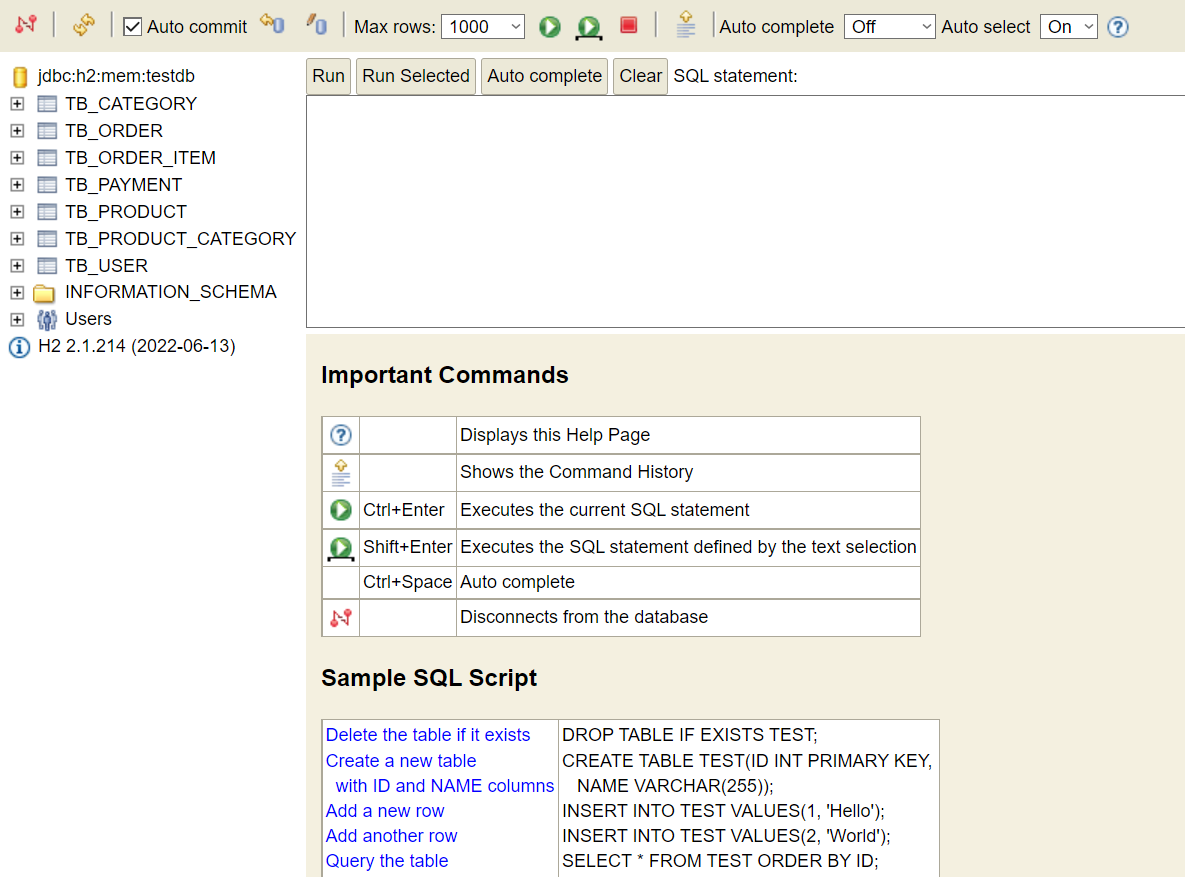 Auto commit Max rows: 1000 Auto complete Off Auto select On
jdbc:h2:mem:testdb
TB_CATEGORY
TB_ORDER
TB_ORDER_ITEM
TB_PAYMENT
TB_PRODUCT
TB_PRODUCT_CATEGORY
TB_USER
INFORMATION_SCHEMA
Users
H2 2.1.214 (2022-06-13)
Run Run Selected Auto complete Clear SQL statement:
Important Commands
Displays this Help Page
Shows the Command History
Ctrl+Enter Executes the current SQL statement
Shift+Enter Executes the SQL statement defined by the text selection
Ctrl+Space Auto complete
Disconnects from the database
Sample SQL Script
Delete the table if it exists DROP TABLE IF EXISTS TEST;
Create a new table CREATE TABLE TEST(ID INT PRIMARY KEY,
with ID and NAME columns NAME VARCHAR(255));
Add a new row INSERT INTO TEST VALUES(1, 'Hello');
Add another row INSERT INTO TEST VALUES(2, 'World');
Query the table SELECT * FROM TEST ORDER BY ID;